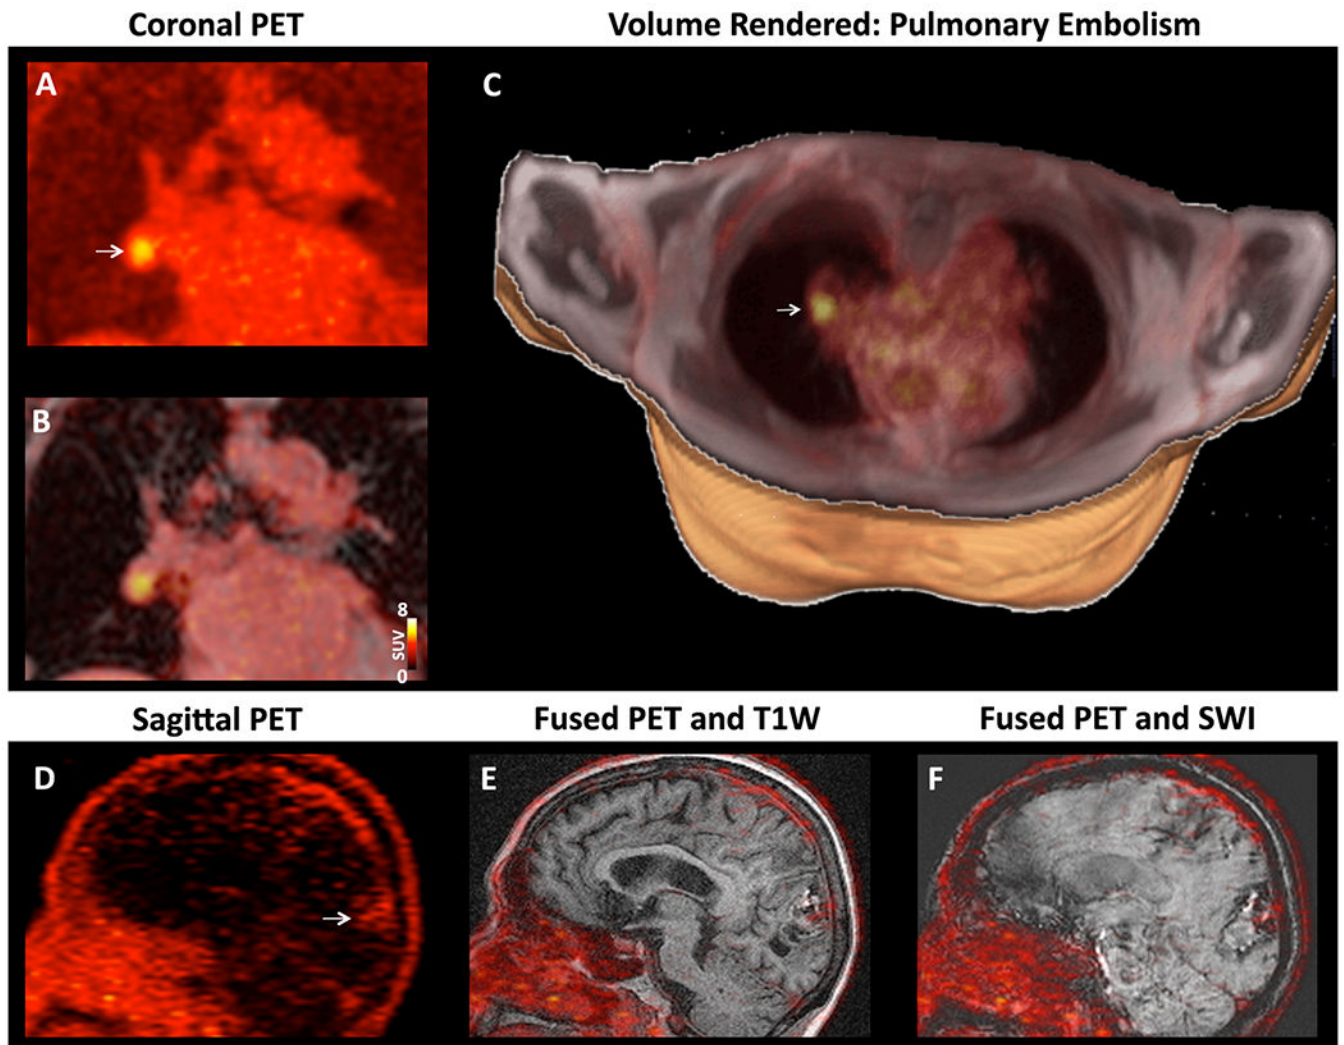 Coronal PET
Volume Rendered: Pulmonary Embolism
A
C
B
8
SUV
0
Sagittal PET
Fused PET and T1W
Fused PET and SWI
D
E
F